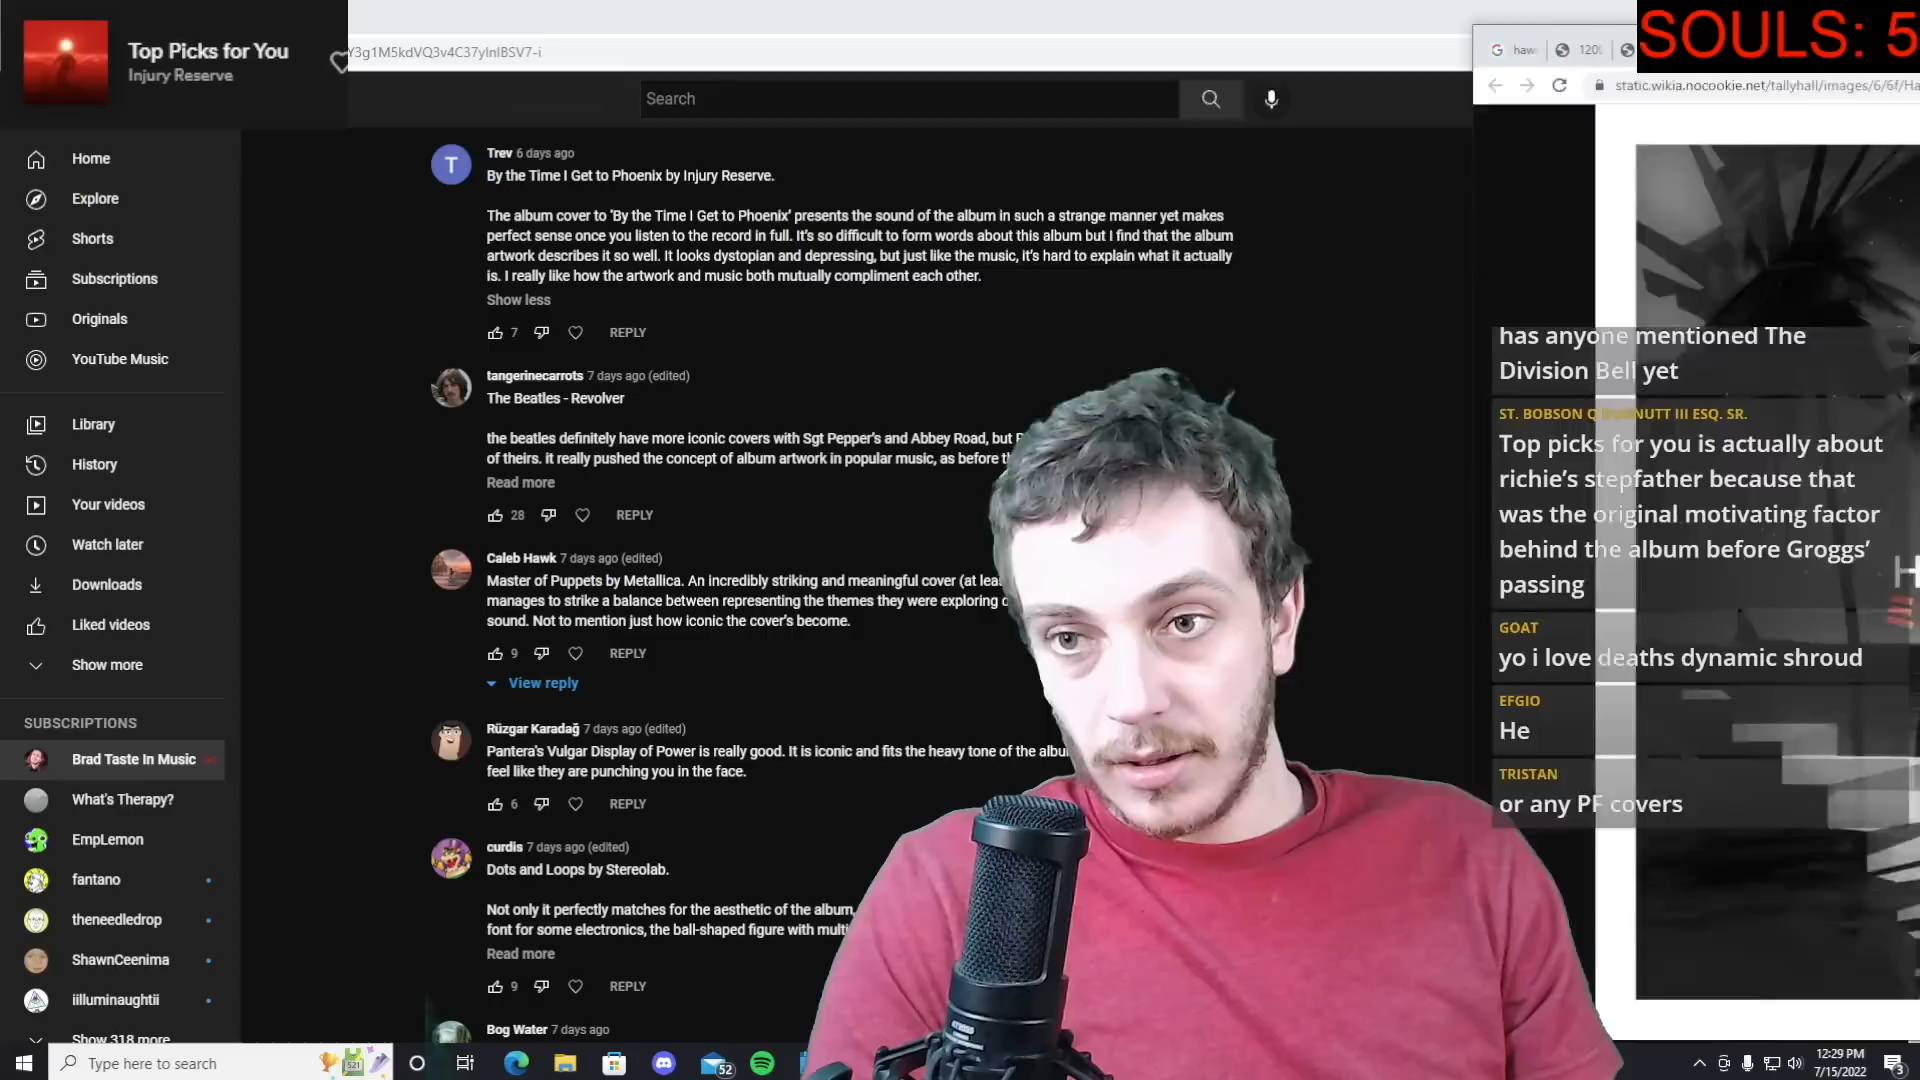 Top Picks for You
Injury Reserve
Y3g1M5kdVQ3v4C37yInIBSV7-i
SOULS: 5
haw
120
static.wikia.nocookie.net/tallyhall/images/6/6f/Ha
Search
Home
Explore
Shorts
Subscriptions
Originals
YouTube Music
Library
History
Your videos
Watch later
Downloads
Liked videos
Show more
SUBSCRIPTIONS
Brad Taste In Music
What's Therapy?
EmpLemon
fantano
theneedledrop
ShawnCeenima
iilluminaughtii
Show 318 more
T
Trev 6 days ago
By the Time I Get to Phoenix by Injury Reserve.
The album cover to 'By the Time I Get to Phoenix' presents the sound of the album in such a strange manner yet makes
perfect sense once you listen to the record in full. It's so difficult to form words about this album but I find that the album
artwork describes it so well. It looks dystopian and depressing, but just like the music, it's hard to explain what it actually
is. I really like how the artwork and music both mutually compliment each other.
Show less
7 REPLY
tangerinecarrots 7 days ago (edited)
The Beatles - Revolver
the beatles definitely have more iconic covers with Sgt Pepper's and Abbey Road, but
of theirs. it really pushed the concept of album artwork in popular music, as before
Read more
28 REPLY
Caleb Hawk 7 days ago (edited)
Master of Puppets by Metallica. An incredibly striking and meaningful cover (at
manages to strike a balance between representing the themes they were exploring
sound. Not to mention just how iconic the cover's become.
9 REPLY
View reply
Rüzgar Karadağ 7 days ago (edited)
Pantera's Vulgar Display of Power is really good. It is iconic and fits the heavy tone of the
feel like they are punching you in the face.
6 REPLY
curdis 7 days ago (edited)
Dots and Loops by Stereolab.
Not only it perfectly matches for the aesthetic of the album,
font for some electronics, the ball-shaped figure with
Read more
9 REPLY
Bog Water 7 days ago
has anyone mentioned The
Division Bell yet
ST. BOBSON Q III ESQ. SR.
Top picks for you is actually about
richie's stepfather because that
was the original motivating factor
behind the album before Groggs'
passing
GOAT
yo i love deaths dynamic shroud
EFGIO
He
TRISTAN
or any PF covers
H
Type here to search
521
52
12:29 PM
7/15/2022
3